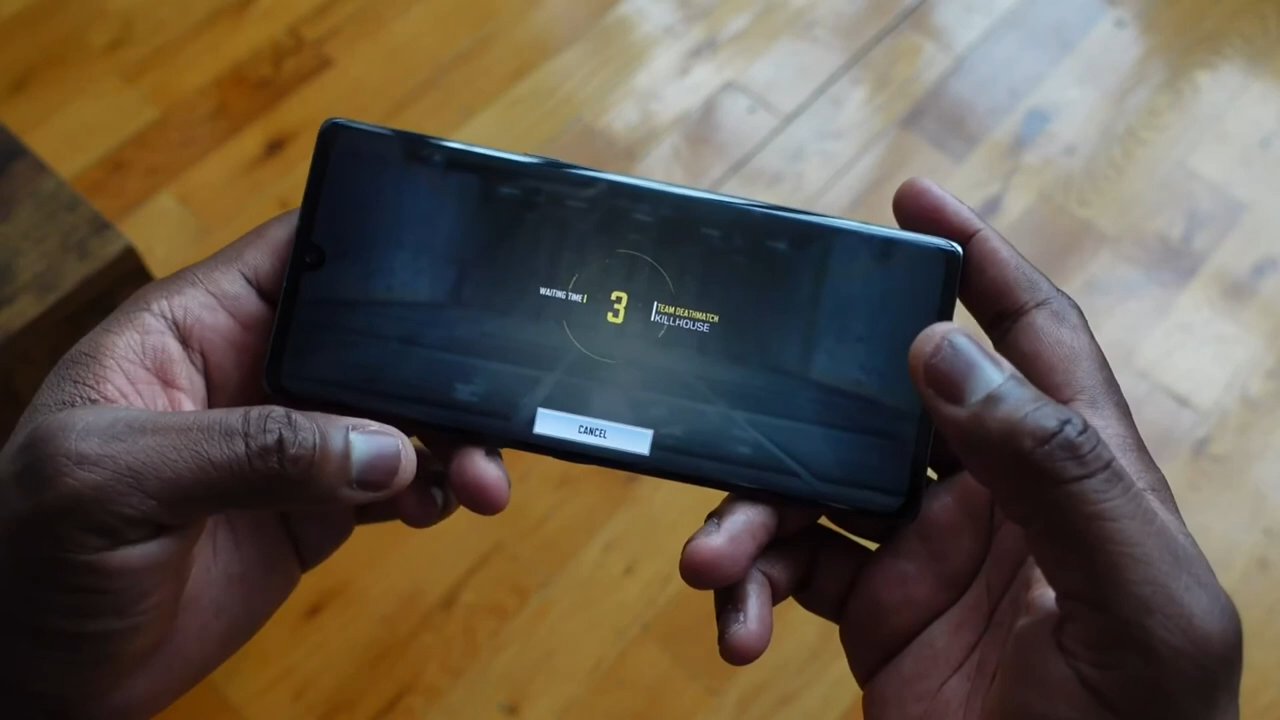 WAITING TIME
3
TEAM DEATHMATCH
KILLHOUSE
CANCEL